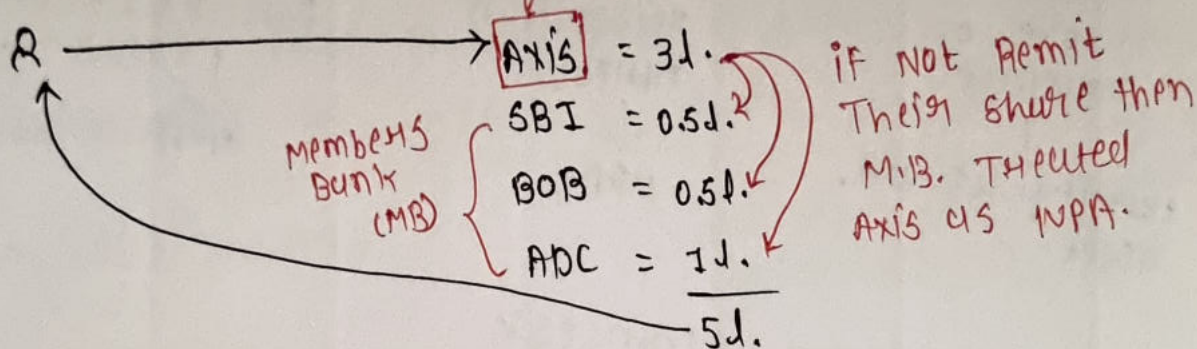 R AXIS = 3l.
SBI = 0.5l.
BOB = 0.5l.
ADC = 1l.
5l.
Members
Bank
(MB)
if Not Remit
Their share then
M.B. Treated
AXIS as NPA.